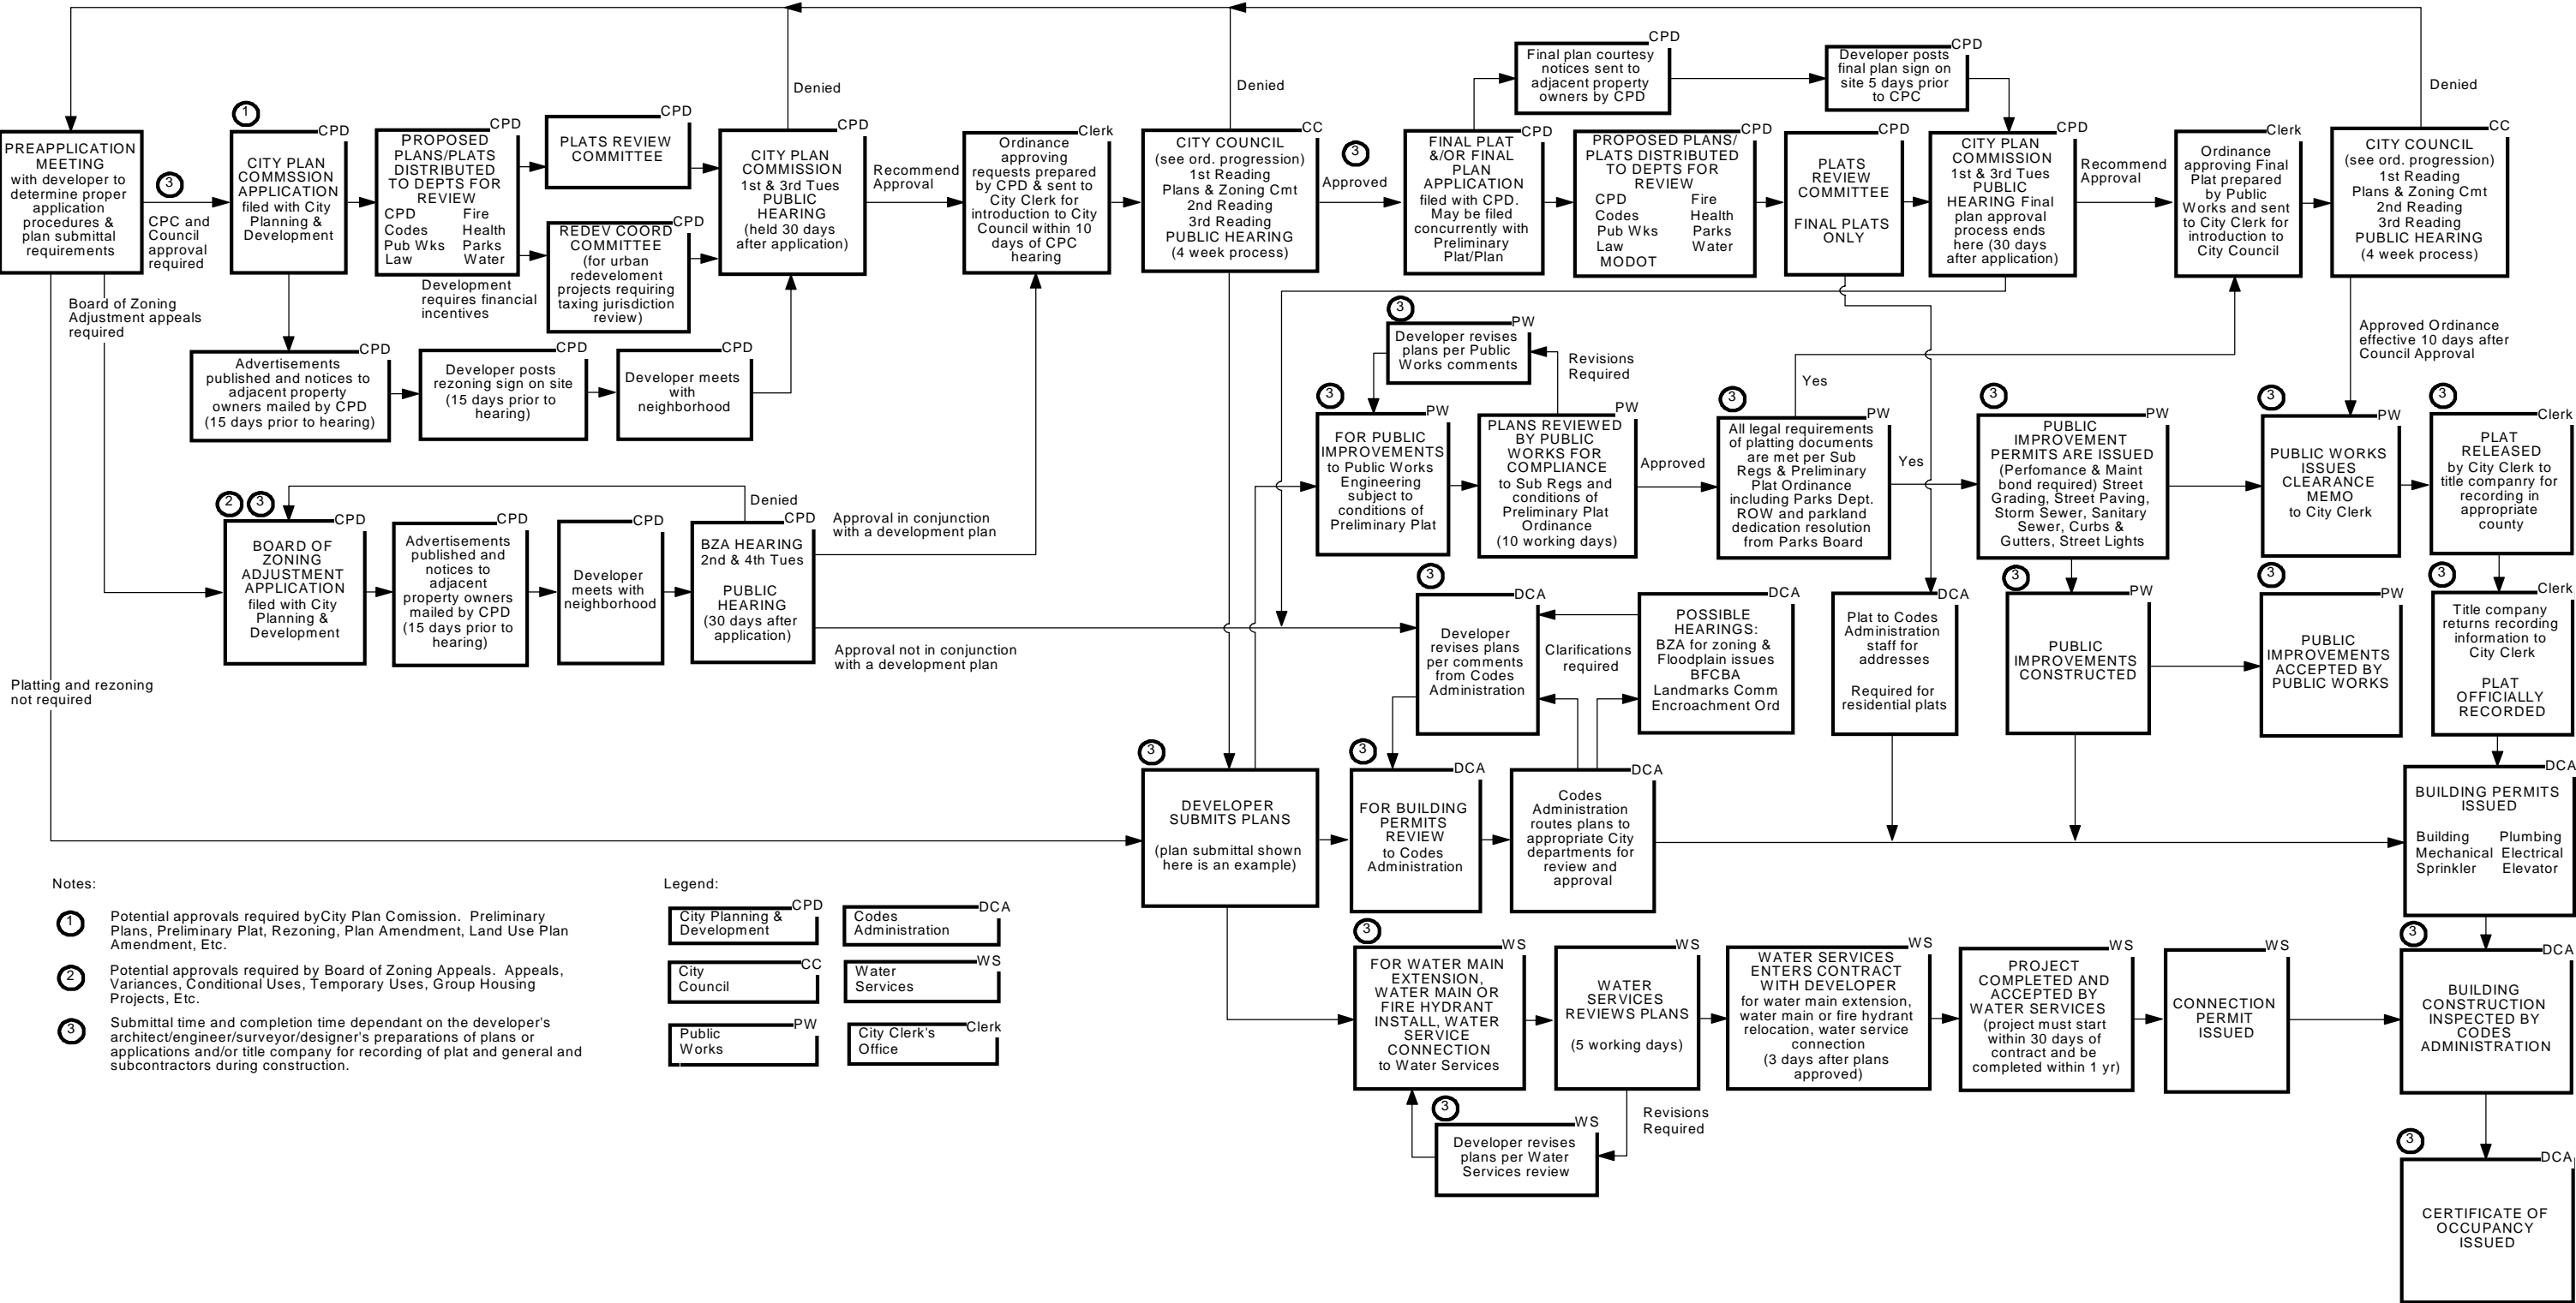 CPD
Final plan courtesy
notices sent to
adjacent property
owners by CPD
CPD
Developer posts
final plan sign on
site 5 days prior
to CPC
Denied
Denied
Denied
PREAPPLICATION
MEETING
with developer to
determine proper
application
procedures &
plan submittal
requirements
3
CPC and
Council
approval
required
1
CPD
CITY PLAN
COMMSSION
APPLICATION
filed with City
Planning &
Development
CPD
PROPOSED
PLANS/PLATS
DISTRIBUTED
TO DEPTS FOR
REVIEW
CPD Fire
Codes Health
Pub Wks Parks
Law Water
CPD
PLATS REVIEW
COMMITTEE
CPD
REDEV COORD
COMMITTEE
(for urban
redeveloment
projects requiring
taxing jurisdiction
review)
Development
requires financial
incentives
CPD
CITY PLAN
COMMISSION
1st & 3rd Tues
PUBLIC
HEARING
(held 30 days
after application)
Recommend
Approval
Clerk
Ordinance
approving
requests prepared
by CPD & sent to
City Clerk for
introduction to City
Council within 10
days of CPC
hearing
CC
CITY COUNCIL
(see ord. progression)
1st Reading
Plans & Zoning Cmt
2nd Reading
3rd Reading
PUBLIC HEARING
(4 week process)
3
Approved
CPD
FINAL PLAT
&/OR FINAL
PLAN
APPLICATION
filed with CPD.
May be filed
concurrently with
Preliminary
Plat/Plan
CPD
PROPOSED PLANS/
PLATS DISTRIBUTED
TO DEPTS FOR
REVIEW
CPD Fire
Codes Health
Pub Wks Parks
Law Water
MODOT
CPD
PLATS
REVIEW
COMMITTEE
FINAL PLATS
ONLY
CPD
CITY PLAN
COMMISSION
1st & 3rd Tues
PUBLIC
HEARING Final
plan approval
process ends
here (30 days
after application)
Recommend
Approval
Clerk
Ordinance
approving Final
Plat prepared
by Public
Works and sent
to City Clerk for
introduction to
City Council
CC
CITY COUNCIL
(see ord. progression)
1st Reading
Plans & Zoning Cmt
2nd Reading
3rd Reading
PUBLIC HEARING
(4 week process)
Board of Zoning
Adjustment appeals
required
CPD
Advertisements
published and notices to
adjacent property
owners mailed by CPD
(15 days prior to hearing)
CPD
Developer posts
rezoning sign on site
(15 days prior to
hearing)
CPD
Developer meets
with
neighborhood
3
PW
Developer revises
plans per Public
Works comments
Revisions
Required
Yes
Approved Ordinance
effective 10 days after
Council Approval
3
PW
FOR PUBLIC
IMPROVEMENTS
to Public Works
Engineering
subject to
conditions of
Preliminary Plat
PW
PLANS REVIEWED
BY PUBLIC
WORKS FOR
COMPLIANCE
to Sub Regs and
conditions of
Preliminary Plat
Ordinance
(10 working days)
Approved
3
PW
All legal requirements
of platting documents
are met per Sub
Regs & Preliminary
Plat Ordinance
including Parks Dept.
ROW and parkland
dedication resolution
from Parks Board
Yes
3
PW
PUBLIC
IMPROVEMENT
PERMITS ARE ISSUED
(Perfomance & Maint
bond required) Street
Grading, Street Paving,
Storm Sewer, Sanitary
Sewer, Curbs &
Gutters, Street Lights
3
PW
PUBLIC WORKS
ISSUES
CLEARANCE
MEMO
to City Clerk
3
Clerk
PLAT
RELEASED
by City Clerk to
title companry for
recording in
appropriate
county
2
3
Denied
CPD
BOARD OF
ZONING
ADJUSTMENT
APPLICATION
filed with City
Planning &
Development
CPD
Advertisements
published and
notices to
adjacent
property owners
mailed by CPD
(15 days prior to
hearing)
CPD
Developer
meets with
neighborhood
CPD
BZA HEARING
2nd & 4th Tues
PUBLIC
HEARING
(30 days after
application)
Approval in conjunction
with a development plan
Approval not in conjunction
with a development plan
3
DCA
Developer
revises plans
per comments
from Codes
Administration
Clarifications
required
DCA
POSSIBLE
HEARINGS:
BZA for zoning &
Floodplain issues
BFCBA
Landmarks Comm
Encroachment Ord
DCA
Plat to Codes
Administration
staff for
addresses
Required for
residential plats
3
PW
PUBLIC
IMPROVEMENTS
CONSTRUCTED
3
PW
PUBLIC
IMPROVEMENTS
ACCEPTED BY
PUBLIC WORKS
3
Clerk
Title company
returns recording
information to
City Clerk
PLAT
OFFICIALLY
RECORDED
Platting and rezoning
not required
3
DEVELOPER
SUBMITS PLANS
(plan submittal shown
here is an example)
3
DCA
FOR BUILDING
PERMITS
REVIEW
to Codes
Administration
DCA
Codes
Administration
routes plans to
appropriate City
departments for
review and
approval
DCA
BUILDING PERMITS
ISSUED
Building Plumbing
Mechanical Electrical
Sprinkler Elevator
Notes:
1
Potential approvals required byCity Plan Comission. Preliminary
Plans, Preliminary Plat, Rezoning, Plan Amendment, Land Use Plan
Amendment, Etc.
2
Potential approvals required by Board of Zoning Appeals. Appeals,
Variances, Conditional Uses, Temporary Uses, Group Housing
Projects, Etc.
3
Submittal time and completion time dependant on the developer's
architect/engineer/surveyor/designer's preparations of plans or
applications and/or title company for recording of plat and general and
subcontractors during construction.
Legend:
CPD
City Planning &
Development
DCA
Codes
Administration
CC
City
Council
WS
Water
Services
PW
Public
Works
Clerk
City Clerk's
Office
3
WS
FOR WATER MAIN
EXTENSION,
WATER MAIN OR
FIRE HYDRANT
INSTALL, WATER
SERVICE
CONNECTION
to Water Services
WS
WATER
SERVICES
REVIEWS PLANS
(5 working days)
WS
WATER SERVICES
ENTERS CONTRACT
WITH DEVELOPER
for water main extension,
water main or fire hydrant
relocation, water service
connection
(3 days after plans
approved)
WS
PROJECT
COMPLETED AND
ACCEPTED BY
WATER SERVICES
(project must start
within 30 days of
contract and be
completed within 1 yr)
WS
CONNECTION
PERMIT
ISSUED
3
DCA
BUILDING
CONSTRUCTION
INSPECTED BY
CODES
ADMINISTRATION
3
WS
Developer revises
plans per Water
Services review
Revisions
Required
3
DCA
CERTIFICATE OF
OCCUPANCY
ISSUED